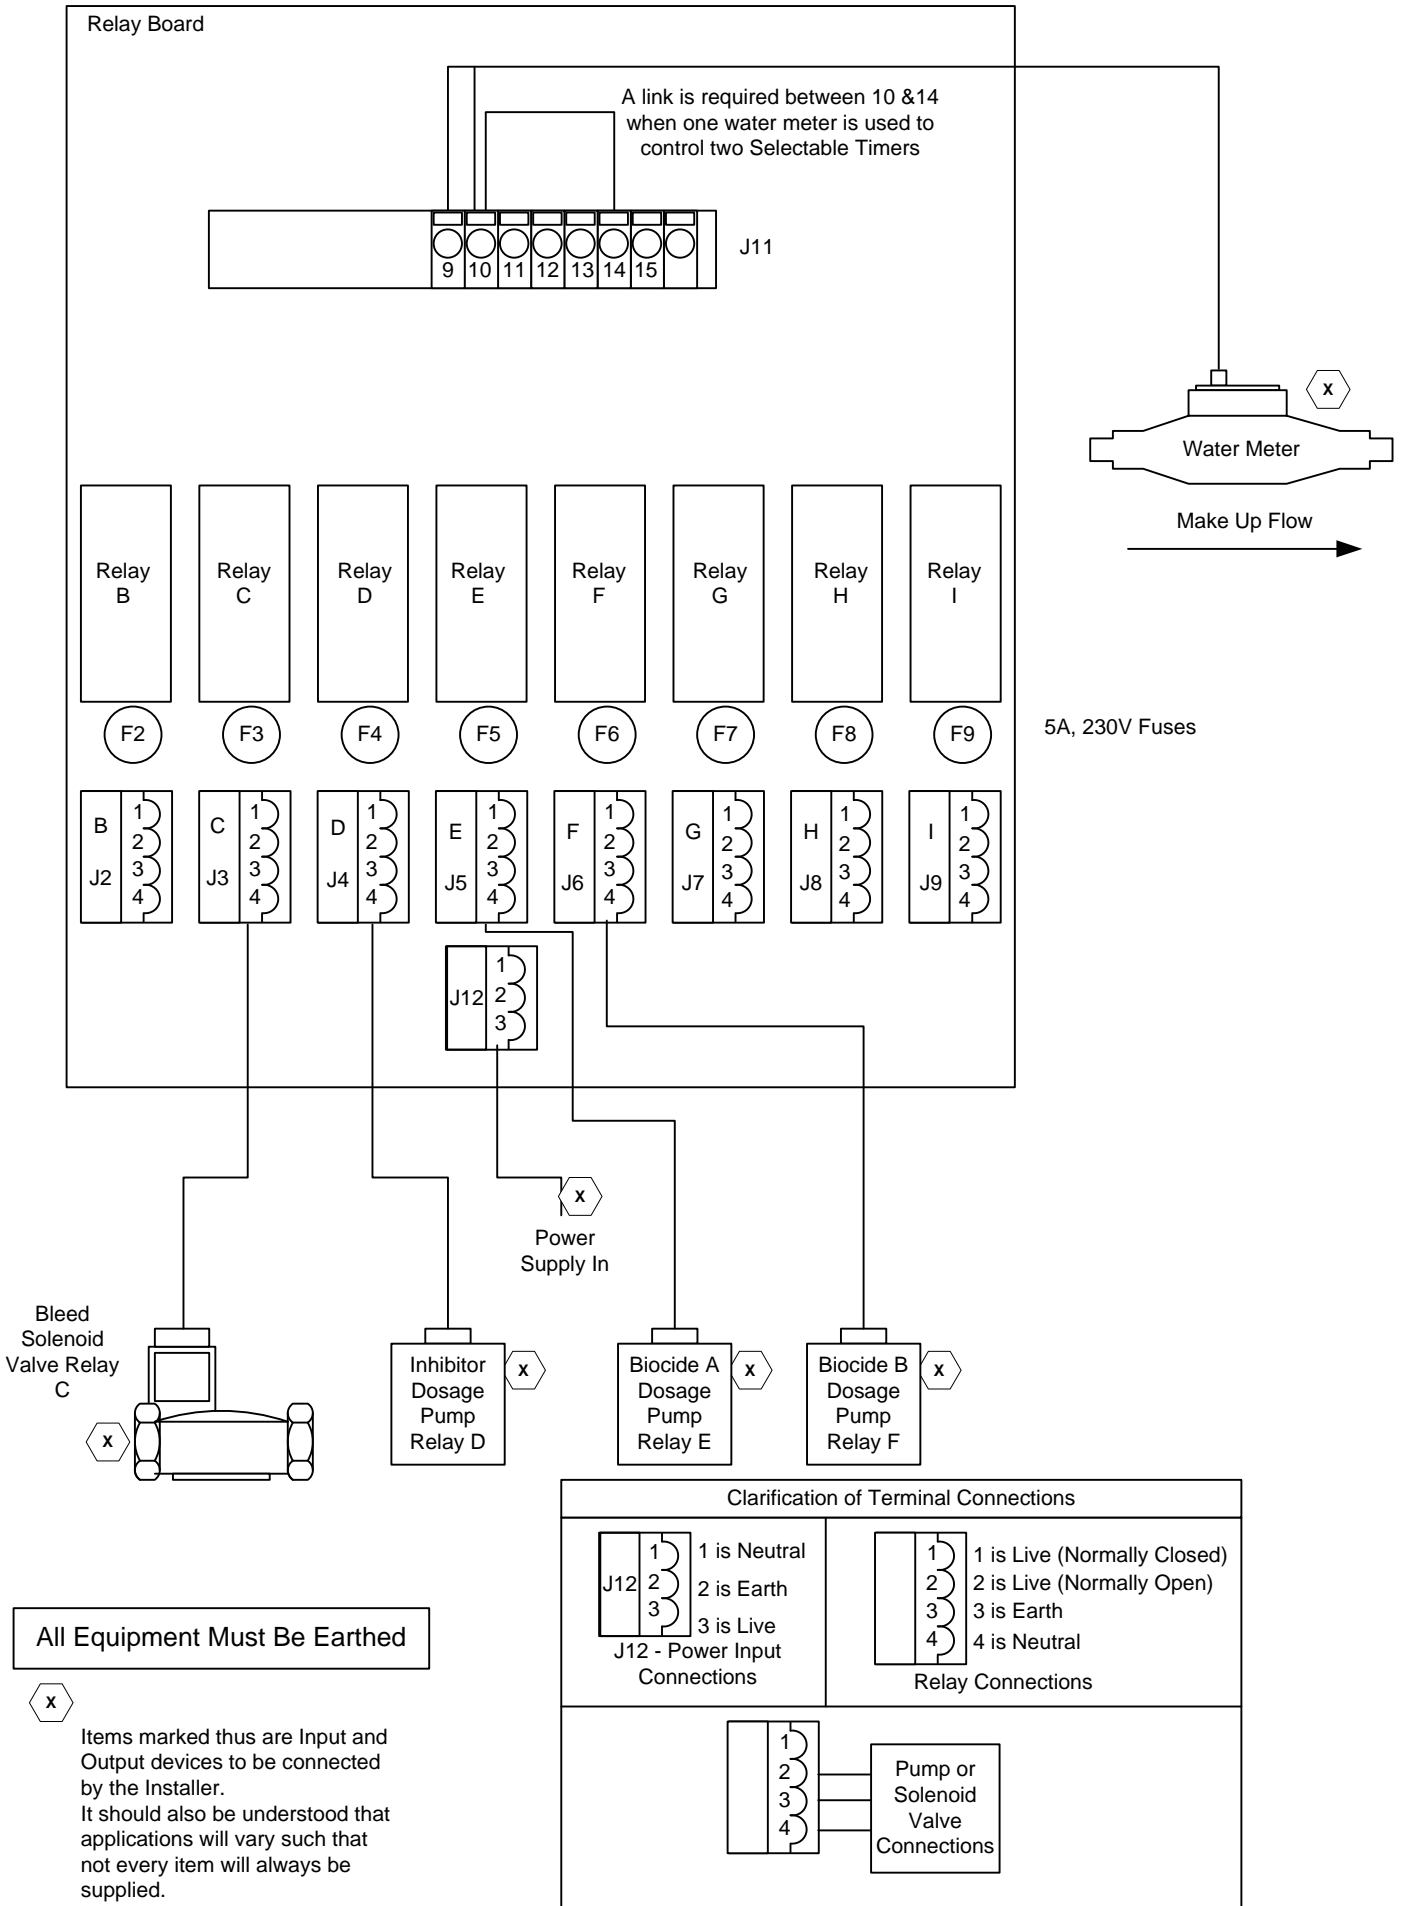 Relay Board
A link is required between 10 &14
when one water meter is used to
control two Selectable Timers
9 10 11 12 13 14 15
J11
X
Water Meter
Make Up Flow
Relay
B
Relay
C
Relay
D
Relay
E
Relay
F
Relay
G
Relay
H
Relay
I
F2 F3 F4 F5 F6 F7 F8 F9
5A, 230V Fuses
B
J2
1
2
3
4
C
J3
1
2
3
4
D
J4
1
2
3
4
E
J5
1
2
3
4
F
J6
1
2
3
4
G
J7
1
2
3
4
H
J8
1
2
3
4
I
J9
1
2
3
4
J12
1
2
3
X
Power
Supply In
Bleed
Solenoid
Valve Relay
C
X
Inhibitor
Dosage
Pump
Relay D
X
Biocide A
Dosage
Pump
Relay E
X
Biocide B
Dosage
Pump
Relay F
X
Clarification of Terminal Connections
J12
1
2
3
1 is Neutral
2 is Earth
3 is Live
J12 - Power Input
Connections
1
2
3
4
1 is Live (Normally Closed)
2 is Live (Normally Open)
3 is Earth
4 is Neutral
Relay Connections
1
2
3
4
Pump or
Solenoid
Valve
Connections
All Equipment Must Be Earthed
X
Items marked thus are Input and
Output devices to be connected
by the Installer.
It should also be understood that
applications will vary such that
not every item will always be
supplied.